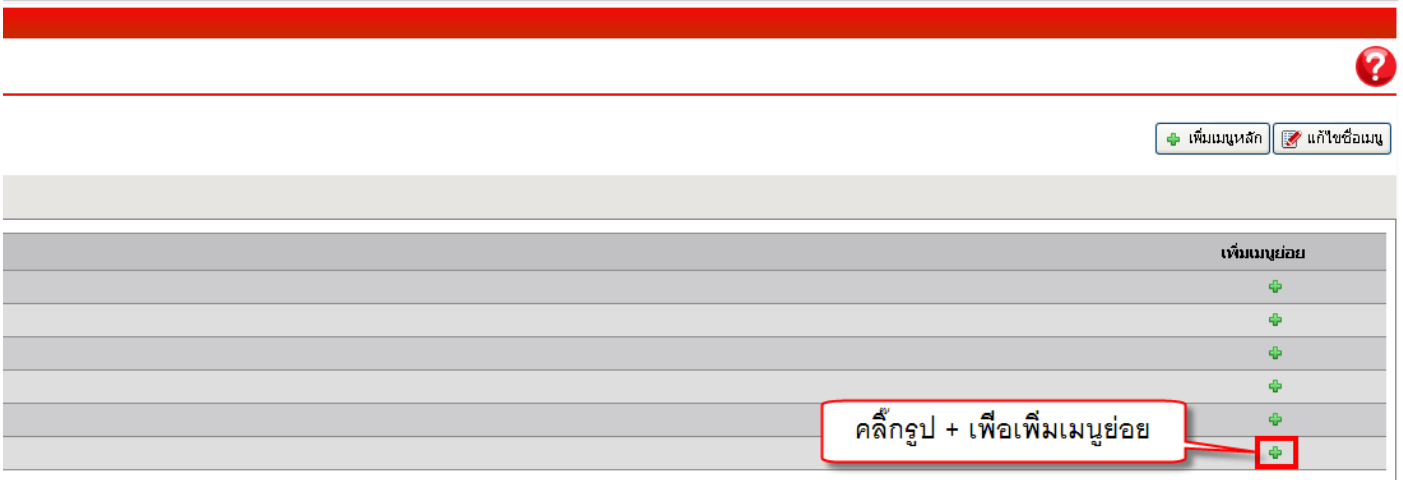 เพิ่มเมนูหลัก แก้ไขชื่อเมนู
เพิ่มเมนูย่อย
คลิ๊กรูป + เพือเพิ่มเมนูย่อย